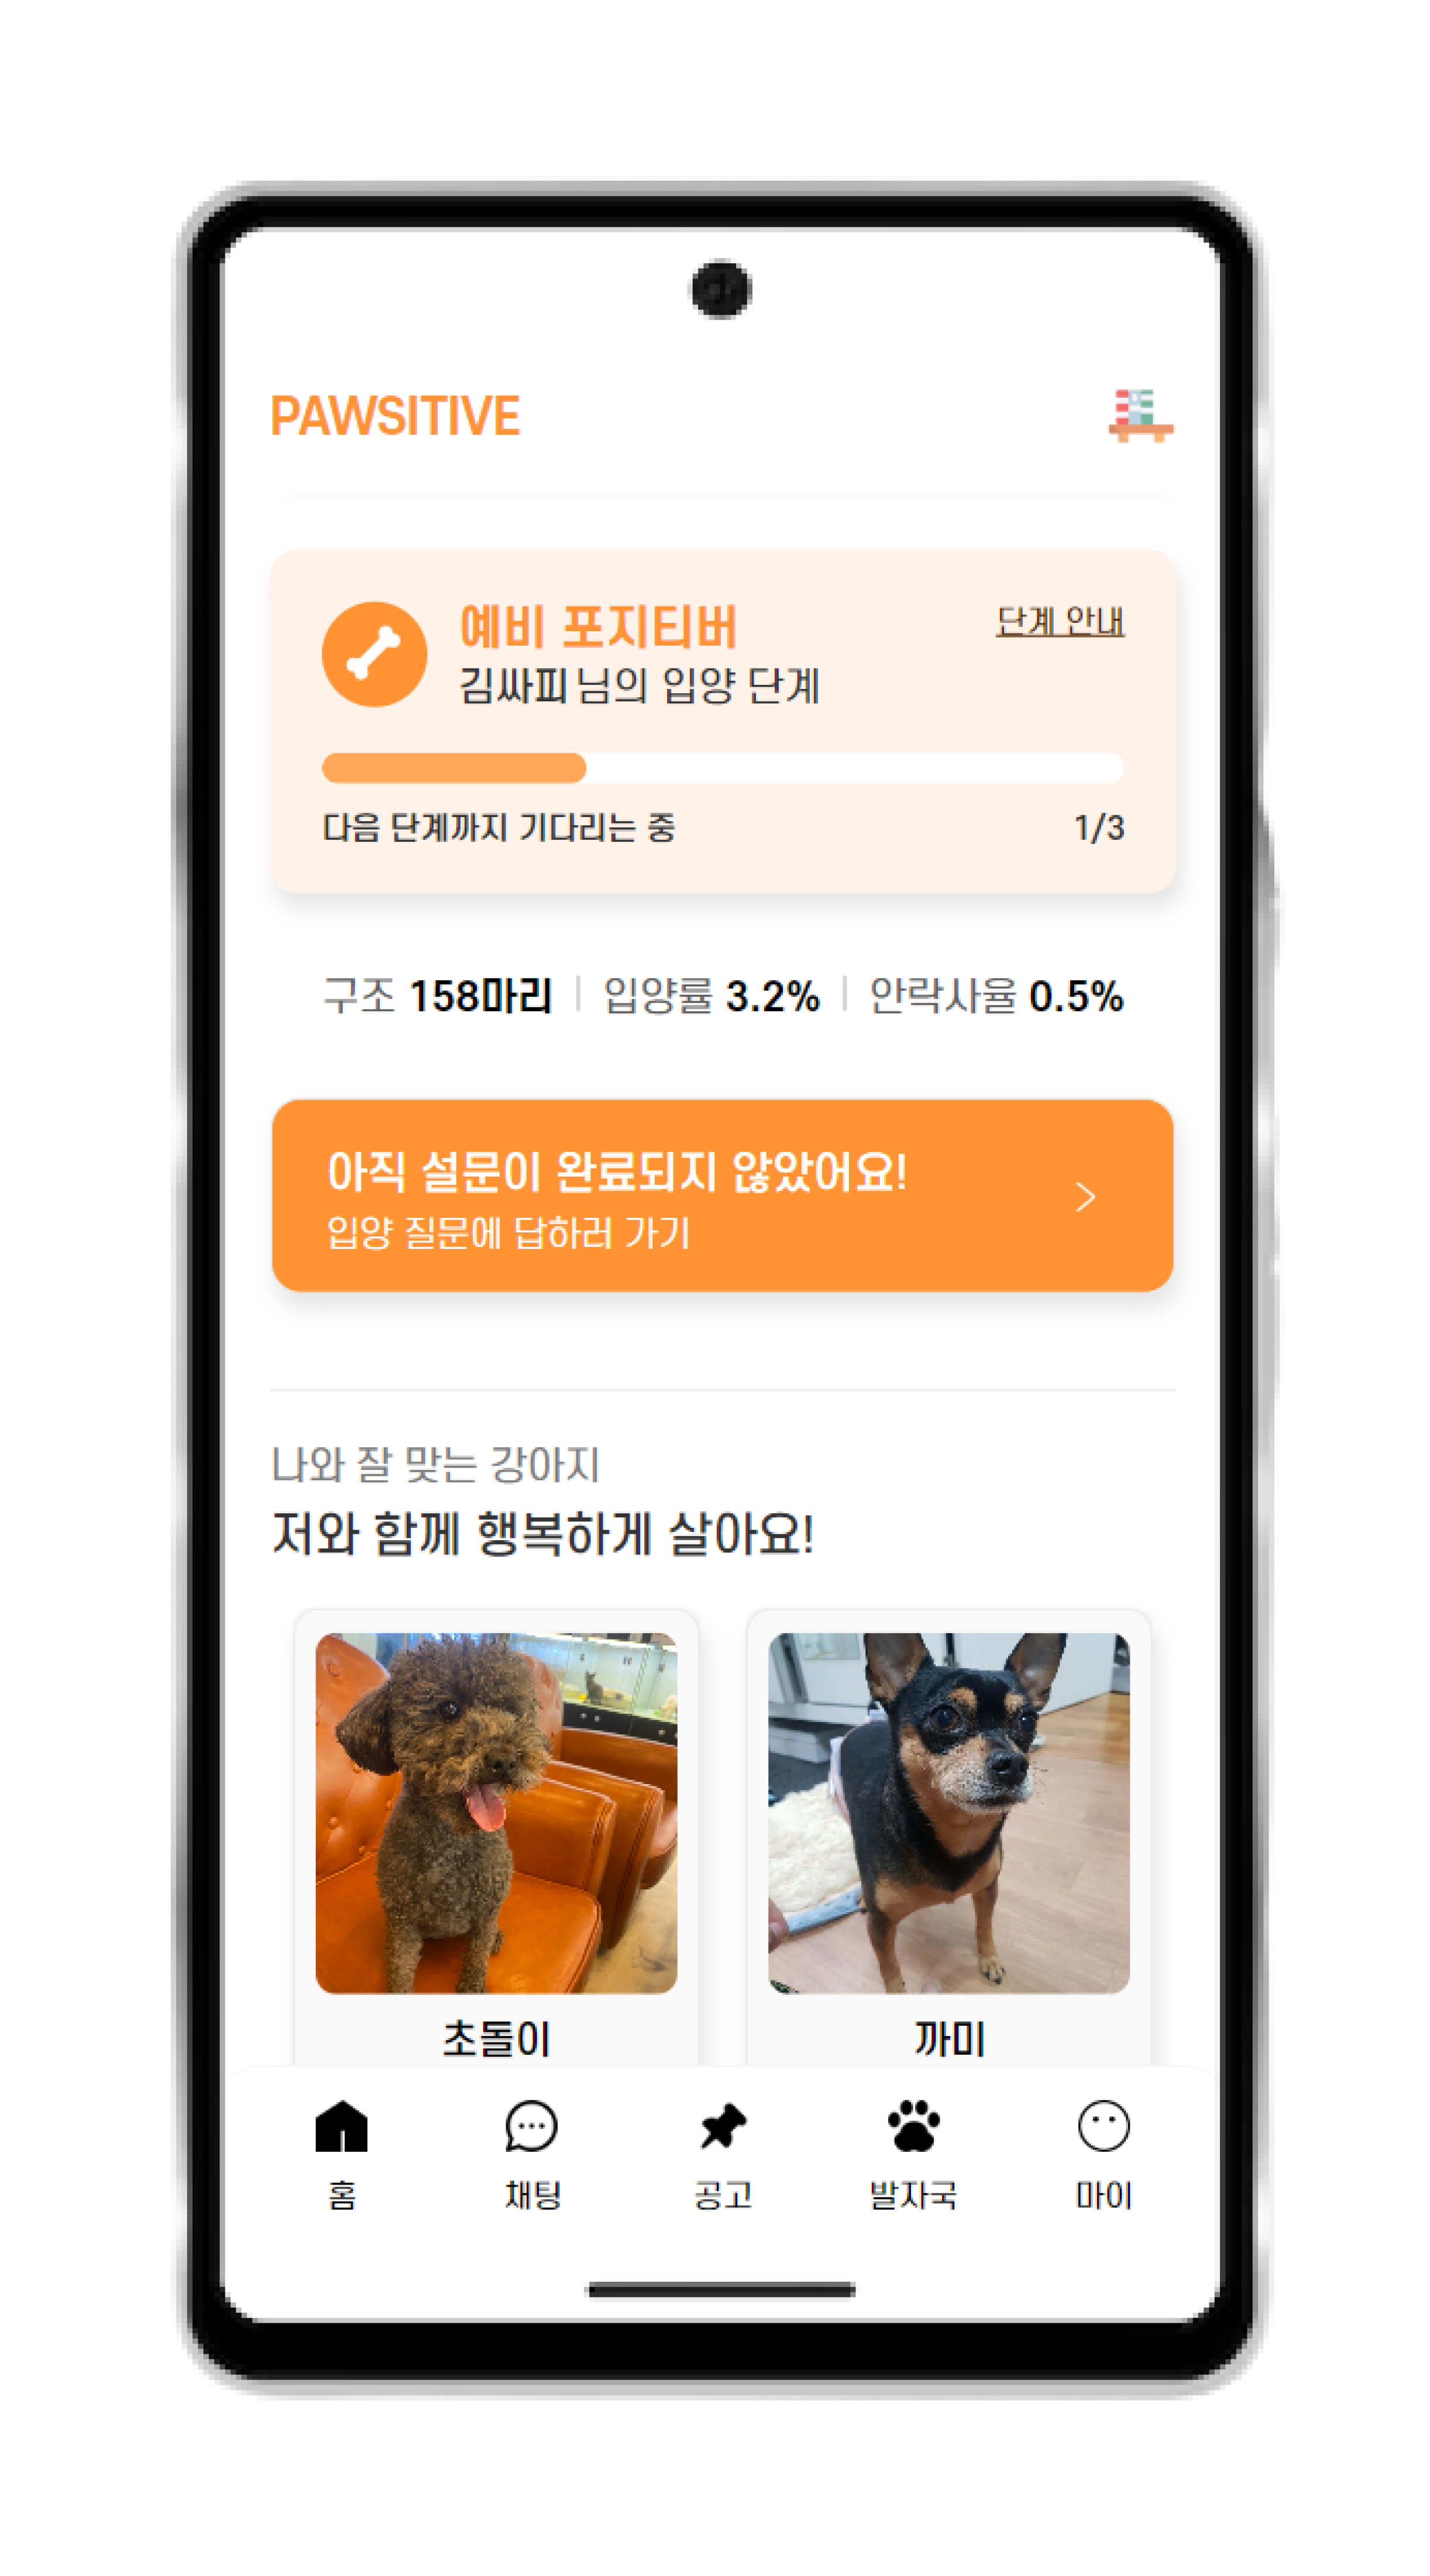 PAWSITIVE
예비 포지티버
단계 안내
김싸피 님의 입양 단계
다음 단계까지 기다리는 중
1/3
구조 158마리 | 입양률 3.2% | 안락사율 0.5%
아직 설문이 완료되지 않았어요!
입양 질문에 답하러 가기
나와 잘 맞는 강아지
저와 함께 행복하게 살아요!
초돌이
까미
홈
채팅
공고
발자국
마이